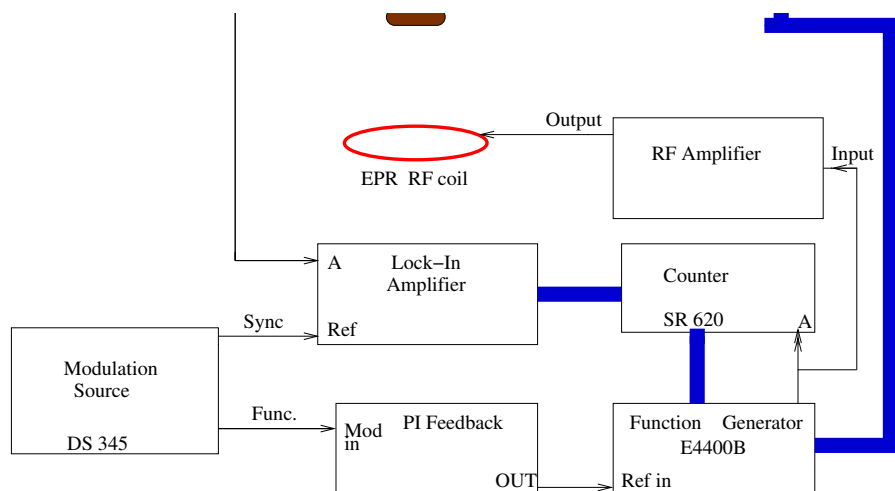 Output
RF Amplifier
Input
EPR RF coil
A
Lock−In
Amplifier
Ref
Counter
SR 620
A
Sync
Modulation
Source
DS 345
Func.
Mod
in
PI Feedback
OUT
Function Generator
E4400B
Ref in